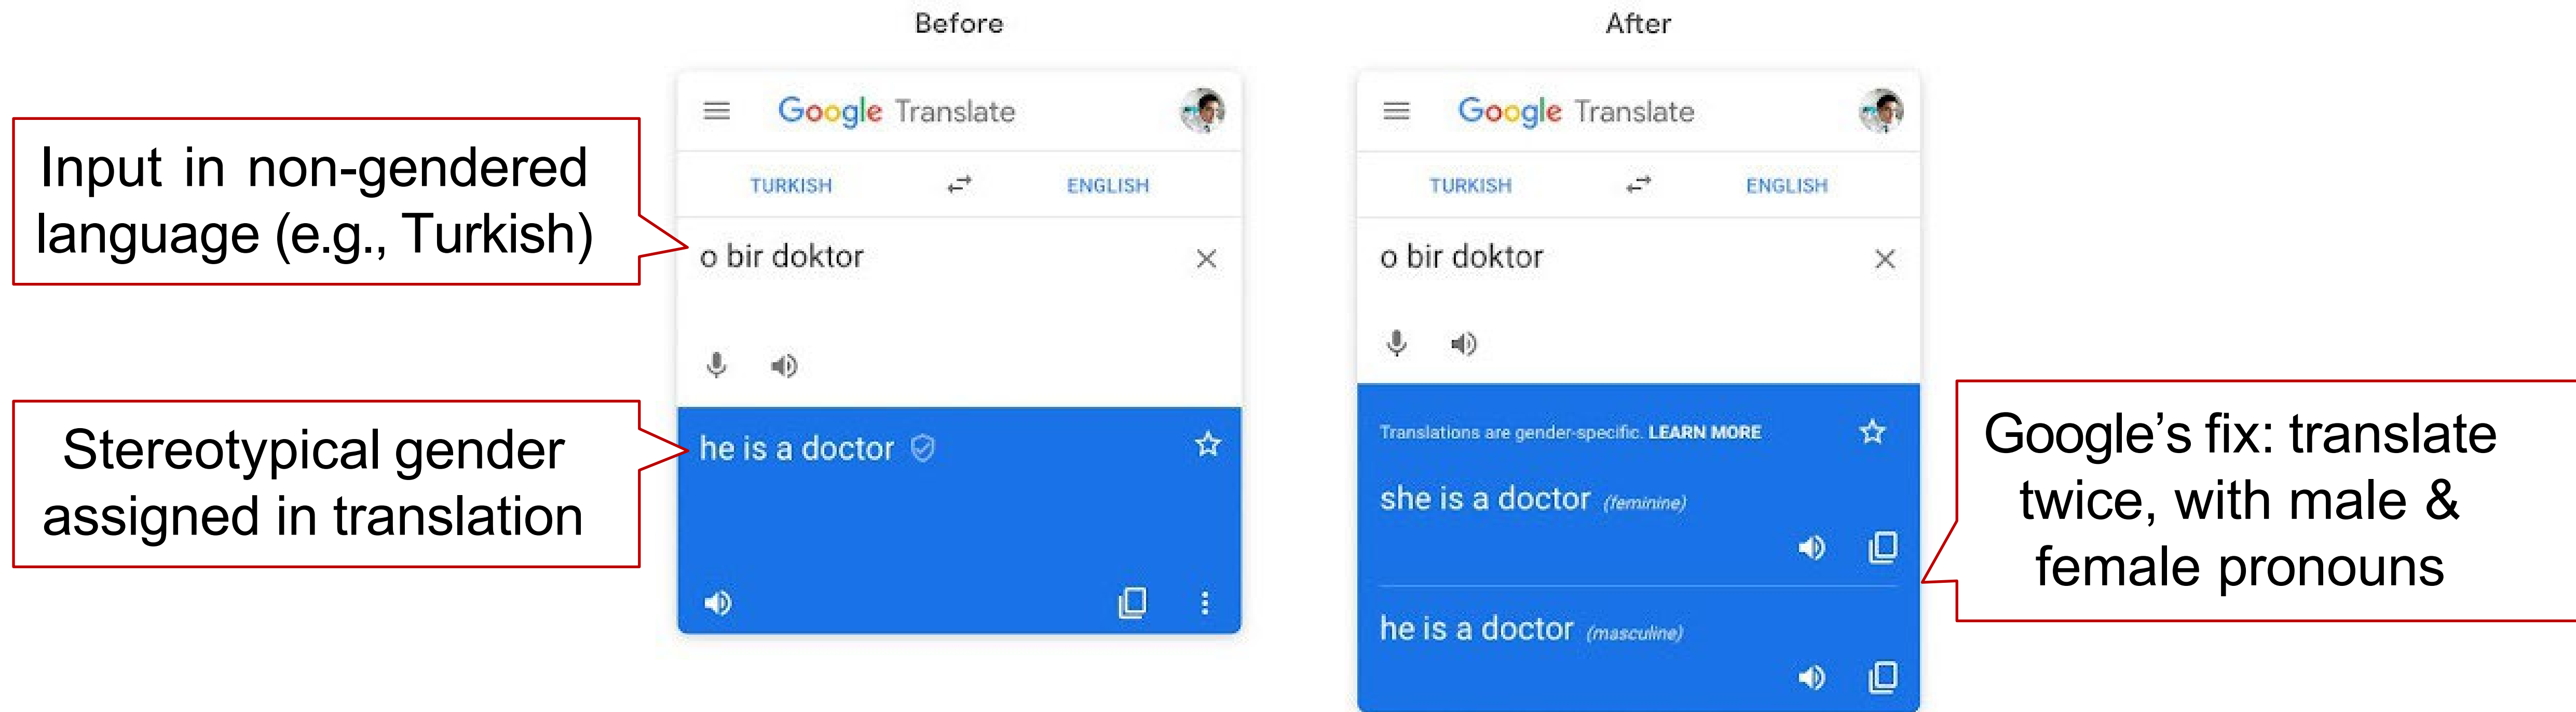 Before
Input in non-gendered
language (e.g., Turkish)
Stereotypical gender
assigned in translation
Google Translate
TURKISH
ENGLISH
o bir doktor
he is a doctor
After
Google Translate
TURKISH
ENGLISH
o bir doktor
Translations are gender-specific. LEARN MORE
she is a doctor (feminine)
he is a doctor (masculine)
Google’s fix: translate
twice, with male &
female pronouns